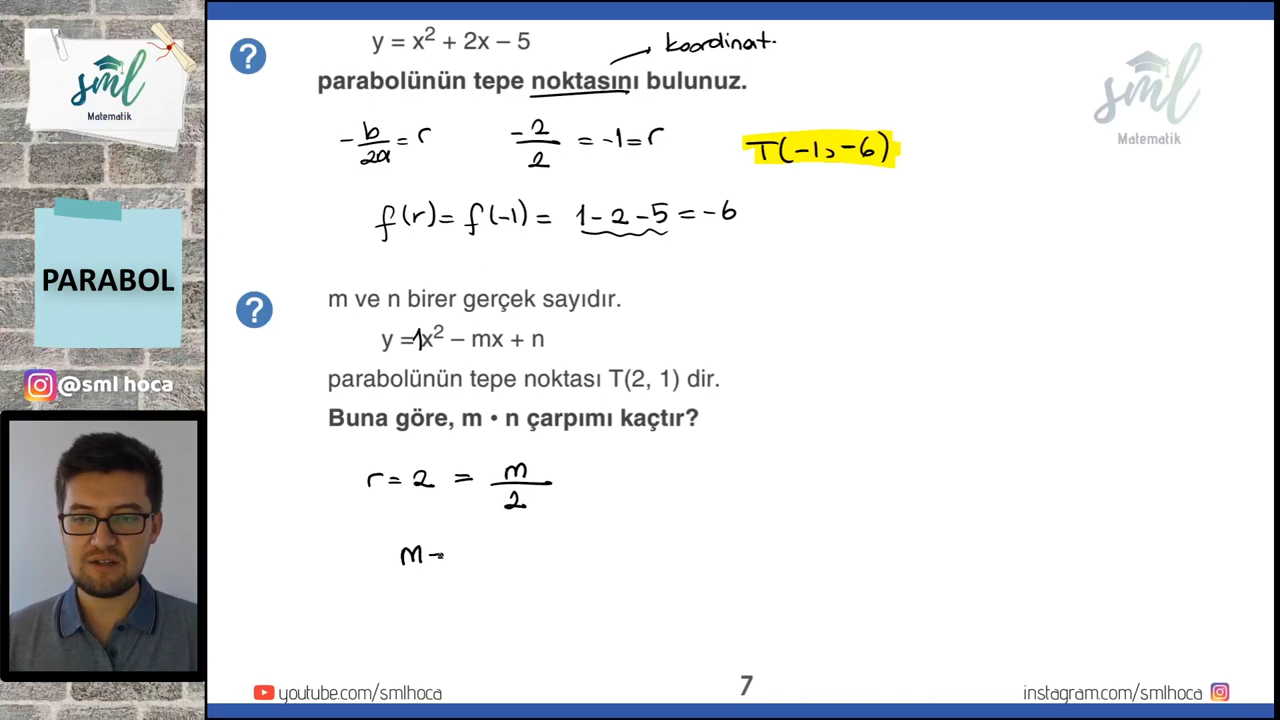 sml
Matematik
PARABOL
@sml hoca
?
y = x² + 2x – 5
koordinat.
parabolünün tepe noktasını bulunuz.
-b/2a = r
-2/2 = -1 = r
T(-1, -6)
f(r) = f(-1) = 1 - 2 - 5 = -6
?
m ve n birer gerçek sayıdır.
y = 1x² – mx + n
parabolünün tepe noktası T(2, 1) dir.
Buna göre, m • n çarpımı kaçtır?
r = 2 = m/2
m -
youtube.com/smlhoca
7
instagram.com/smlhoca
sml
Matematik